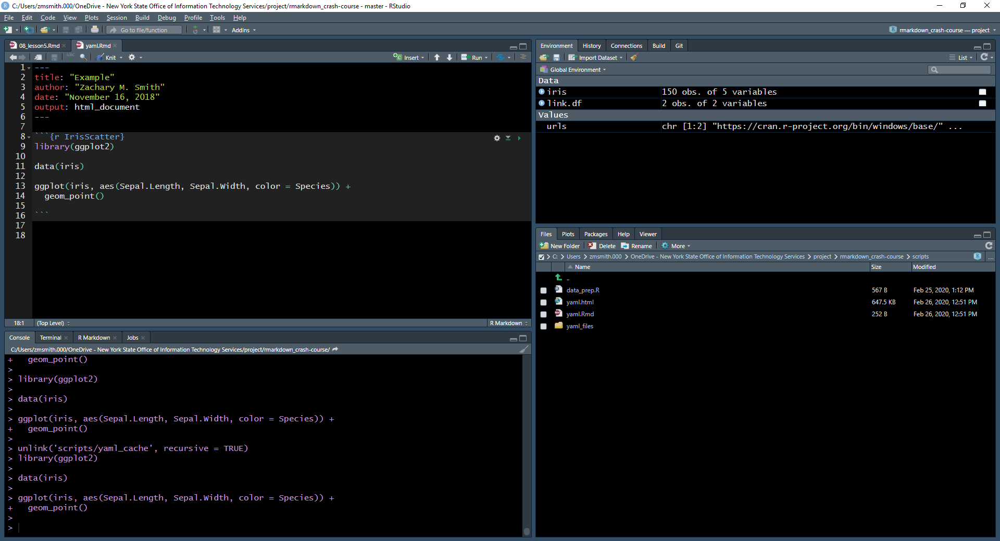 C:/Users/zmsmith.000/OneDrive - New York State Office of Information Technology Services/project/rmarkdown_crash-course - master - RStudio
File Edit Code View Plots Session Build Debug Profile Tools Help
Go to file/function Addins rmarkdown_crash-course — project
08_lesson5.Rmd yaml.Rmd
ABC Knit Insert Run
1 ---
2 title: "Example"
3 author: "Zachary M. Smith"
4 date: "November 16, 2018"
5 output: html_document
6 ---
7
8 ```{r IrisScatter}
9 library(ggplot2)
10
11 data(iris)
12
13 ggplot(iris, aes(Sepal.Length, Sepal.Width, color = Species)) +
14 geom_point()
15
16 ```
17
18
18:1 (Top Level) R Markdown
Console Terminal R Markdown Jobs
C:/Users/zmsmith.000/OneDrive - New York State Office of Information Technology Services/project/rmarkdown_crash-course/
+ geom_point()
>
> library(ggplot2)
>
> data(iris)
>
> ggplot(iris, aes(Sepal.Length, Sepal.Width, color = Species)) +
+ geom_point()
>
> unlink('scripts/yaml_cache', recursive = TRUE)
> library(ggplot2)
>
> data(iris)
>
> ggplot(iris, aes(Sepal.Length, Sepal.Width, color = Species)) +
+ geom_point()
>
>
Environment History Connections Build Git
Import Dataset List
Global Environment
Data
iris 150 obs. of 5 variables
link.df 2 obs. of 2 variables
Values
urls chr [1:2] "https://cran.r-project.org/bin/windows/base/" ...
Files Plots Packages Help Viewer
New Folder Delete Rename More
C: > Users > zmsmith.000 > OneDrive - New York State Office of Information Technology Services > project > rmarkdown_crash-course > scripts ...
Name Size Modified
..
data_prep.R 567 B Feb 25, 2020, 1:12 PM
yaml.html 647.5 KB Feb 26, 2020, 12:51 PM
yaml.Rmd 252 B Feb 26, 2020, 12:51 PM
yaml_files